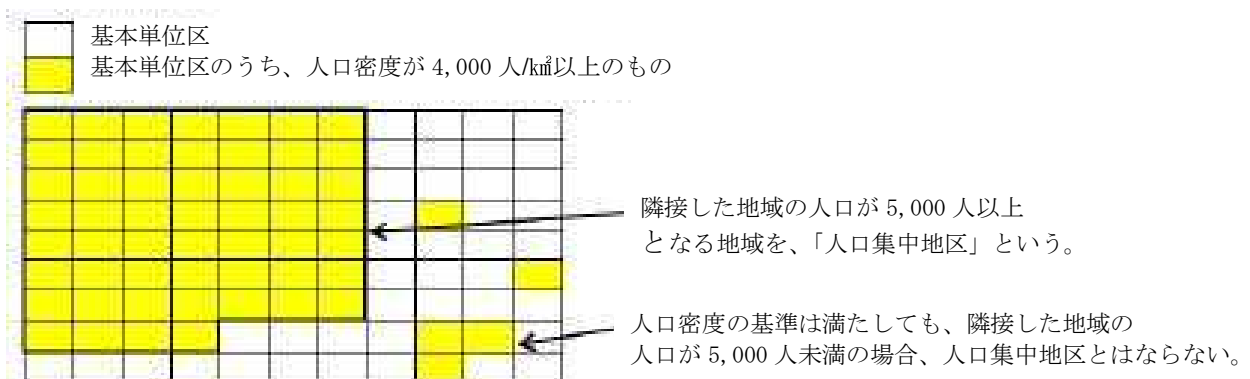 基本単位区
基本単位区のうち、人口密度が 4,000 人/㎢以上のもの
隣接した地域の人口が 5,000 人以上
となる地域を、「人口集中地区」という。
人口密度の基準は満たしても、隣接した地域の
人口が 5,000 人未満の場合、人口集中地区とはならない。